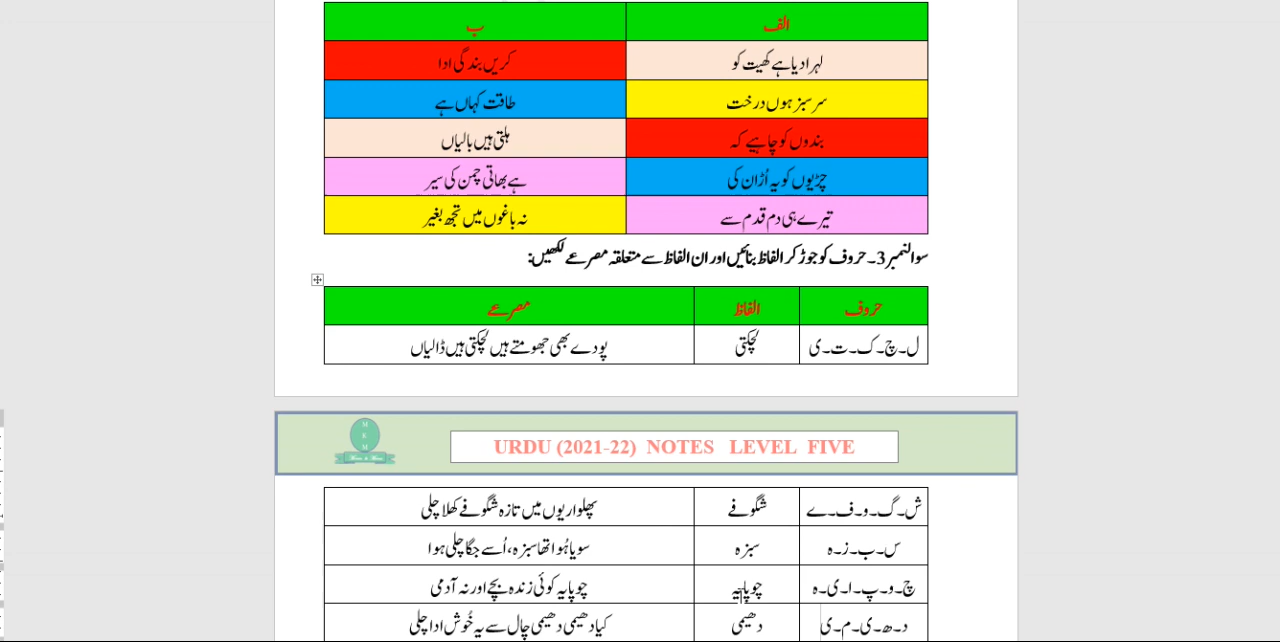 الف ب
لہرا دیا ہے کھیت کو کریں بندگی ادا
سرسبز ہوں درخت طاقت کہاں ہے
بندوں کو چاہیے کہ ہلتی ہیں بالیاں
چڑیوں کو یہ اُڑان کی ہے بھاتی چمن کی سیر
تیرے ہی دم قدم سے نہ باغوں میں تجھ بغیر
سوالنمبر3۔ حروف کو جوڑ کر الفاظ بنائیں اور ان الفاظ سے متعلقہ مصرعے لکھیں:
حروف الفاظ مصرعے
ل۔چ۔ک۔ت۔ی لچکتی پودے بھی جھومتے ہیں لچکتی ہیں ڈالیاں
M
K
M
URDU (2021-22) NOTES LEVEL FIVE
ش۔گ۔و۔ف۔ے شگوفے پھلواریوں میں تازہ شگوفے کھلا چلی
س۔ب۔ز۔ہ سبزہ سویا ہُوا تھا سبزہ، اُسے جگا چلی ہوا
چ۔و۔پ۔ا۔ی۔ہ چوپایہ چوپایہ کوئی زندہ بچے اور نہ آدمی
د۔ھ۔ی۔م۔ی دھیمی کیا دھیمی دھیمی چال سے یہ خُوش ادا چلی